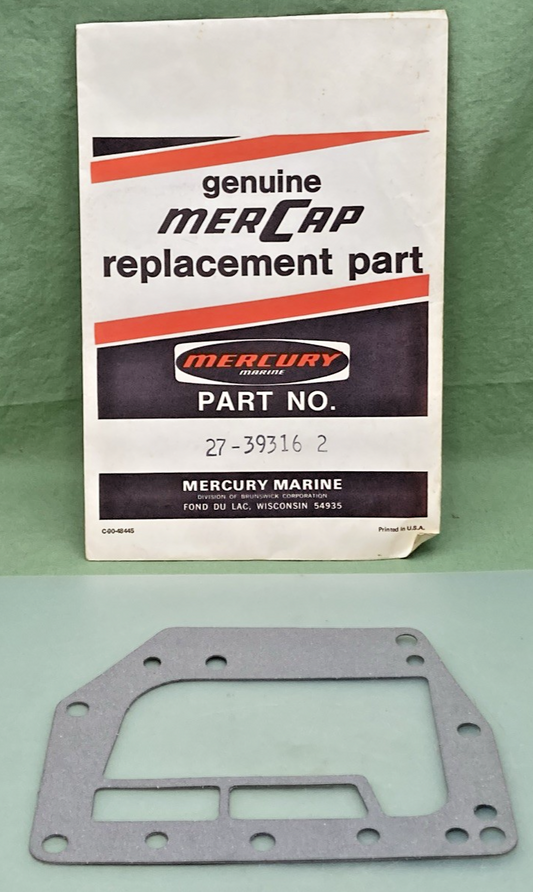 genuine
MERCAP
replacement part
MERCURY
MARINE
PART NO.
27-39316 2
MERCURY MARINE
DIVISION OF BRUNSWICK CORPORATION
FOND DU LAC, WISCONSIN 54935
C-00-48445 Printed in U.S.A.